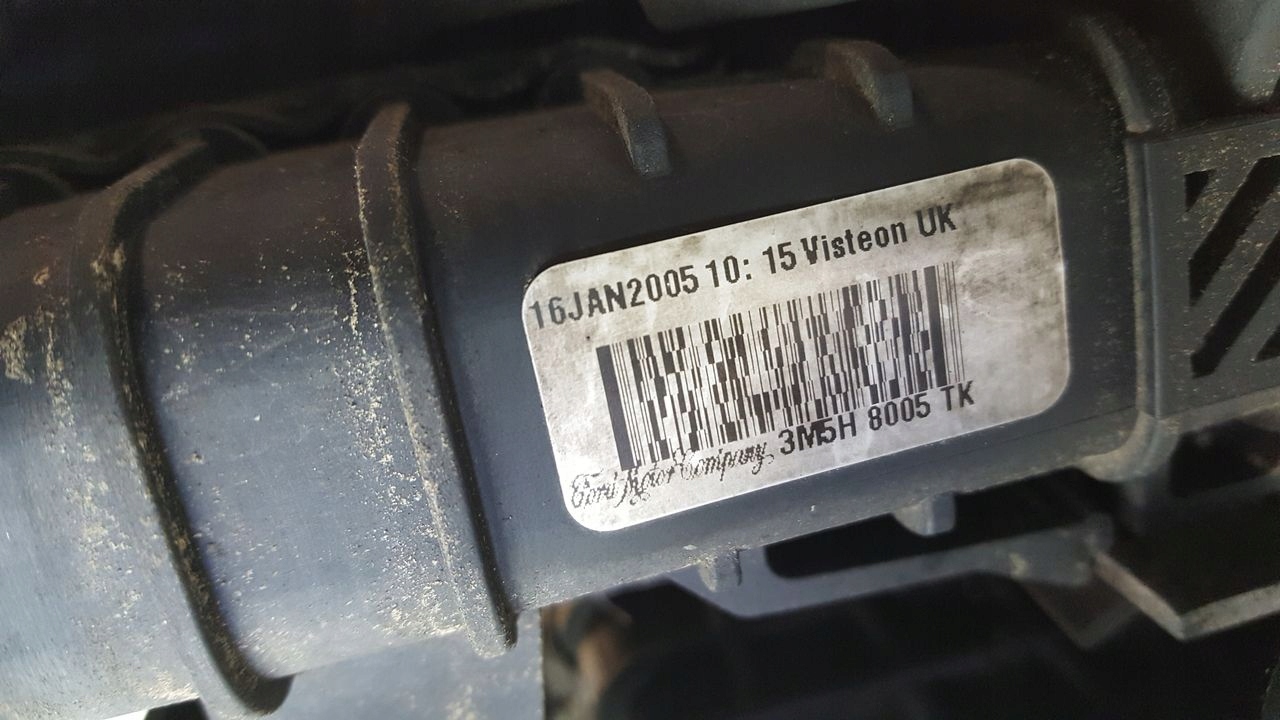 16JAN2005 10: 15 Visteon UK
Ford Motor Company, 3M5H 8005 TK